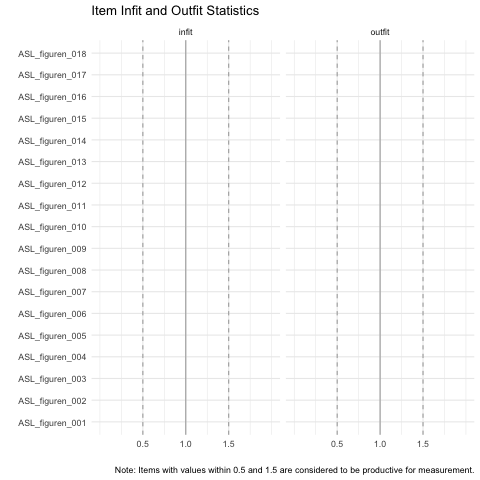 Item Infit and Outfit Statistics
infit outfit
ASL_figuren_018
ASL_figuren_017
ASL_figuren_016
ASL_figuren_015
ASL_figuren_014
ASL_figuren_013
ASL_figuren_012
ASL_figuren_011
ASL_figuren_010
ASL_figuren_009
ASL_figuren_008
ASL_figuren_007
ASL_figuren_006
ASL_figuren_005
ASL_figuren_004
ASL_figuren_003
ASL_figuren_002
ASL_figuren_001
0.5 1.0 1.5 0.5 1.0 1.5
Note: Items with values within 0.5 and 1.5 are considered to be productive for measurement.